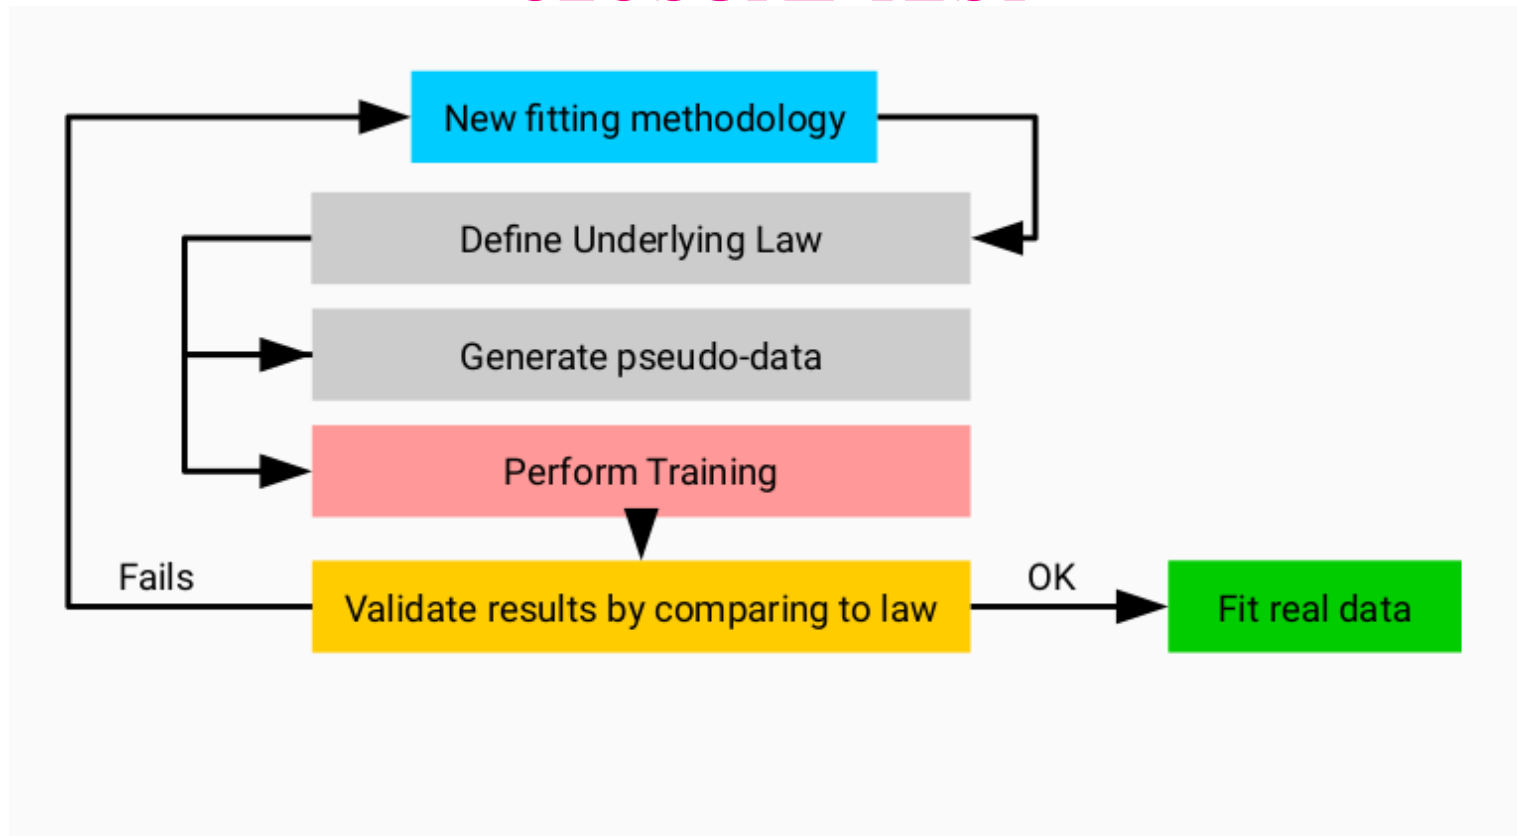 New fitting methodology
Define Underlying Law
Generate pseudo-data
Perform Training
Fails
Validate results by comparing to law
OK
Fit real data